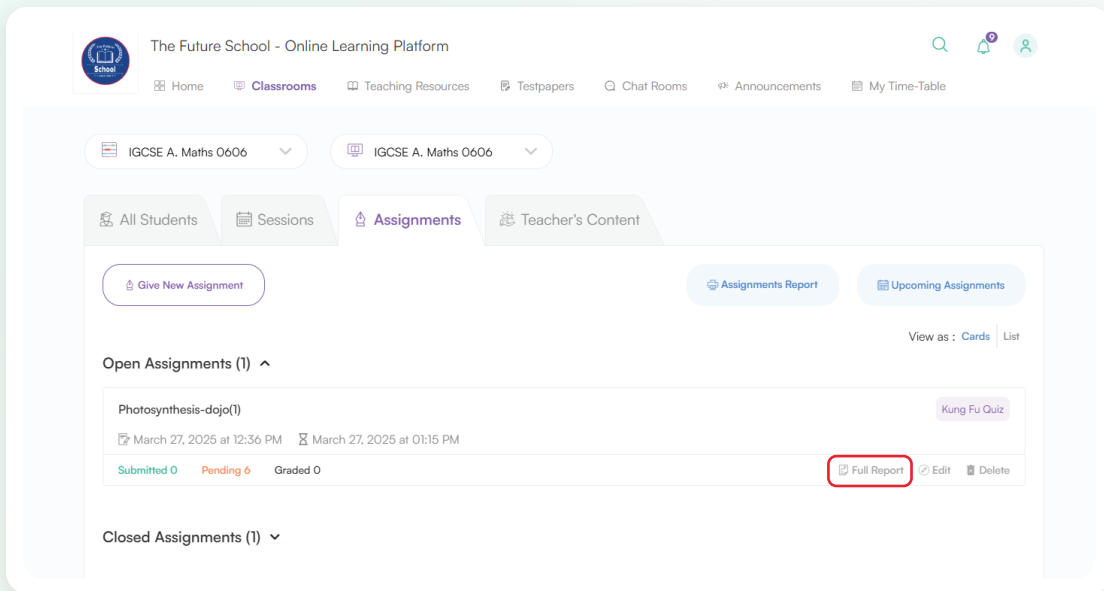 The Future School - Online Learning Platform
9
School
Home Classrooms Teaching Resources Testpapers Chat Rooms Announcements My Time-Table
IGCSE A. Maths 0606 IGCSE A. Maths 0606
All Students Sessions Assignments Teacher's Content
Give New Assignment Assignments Report Upcoming Assignments
View as : Cards List
Open Assignments (1)
Photosynthesis-dojo(1) Kung Fu Quiz
March 27, 2025 at 12:36 PM March 27, 2025 at 01:15 PM
Submitted 0 Pending 6 Graded 0 Full Report Edit Delete
Closed Assignments (1)